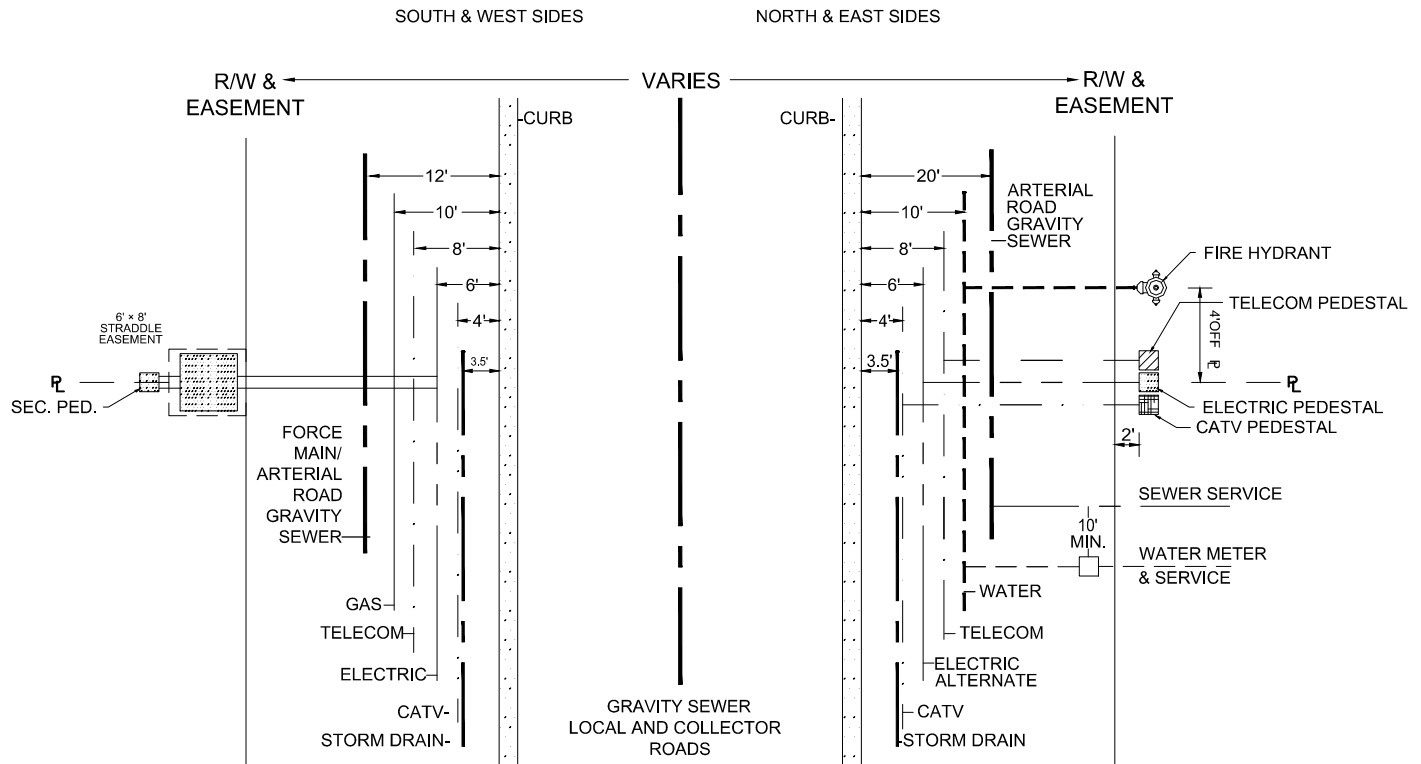 SOUTH & WEST SIDES
NORTH & EAST SIDES
R/W &
EASEMENT
VARIES
R/W &
EASEMENT
CURB
CURB
12'
10'
8'
6'
4'
3.5'
20'
10'
8'
6'
4'
3.5'
ARTERIAL
ROAD
GRAVITY
SEWER
FIRE HYDRANT
TELECOM PEDESTAL
4'OFF PL
6' × 8'
STRADDLE
EASEMENT
PL
SEC. PED.
PL
ELECTRIC PEDESTAL
CATV PEDESTAL
2'
FORCE
MAIN/
ARTERIAL
ROAD
GRAVITY
SEWER
SEWER SERVICE
10'
MIN.
WATER METER
& SERVICE
GAS
WATER
TELECOM
TELECOM
ELECTRIC
ELECTRIC
ALTERNATE
CATV
CATV
STORM DRAIN
STORM DRAIN
GRAVITY SEWER
LOCAL AND COLLECTOR
ROADS